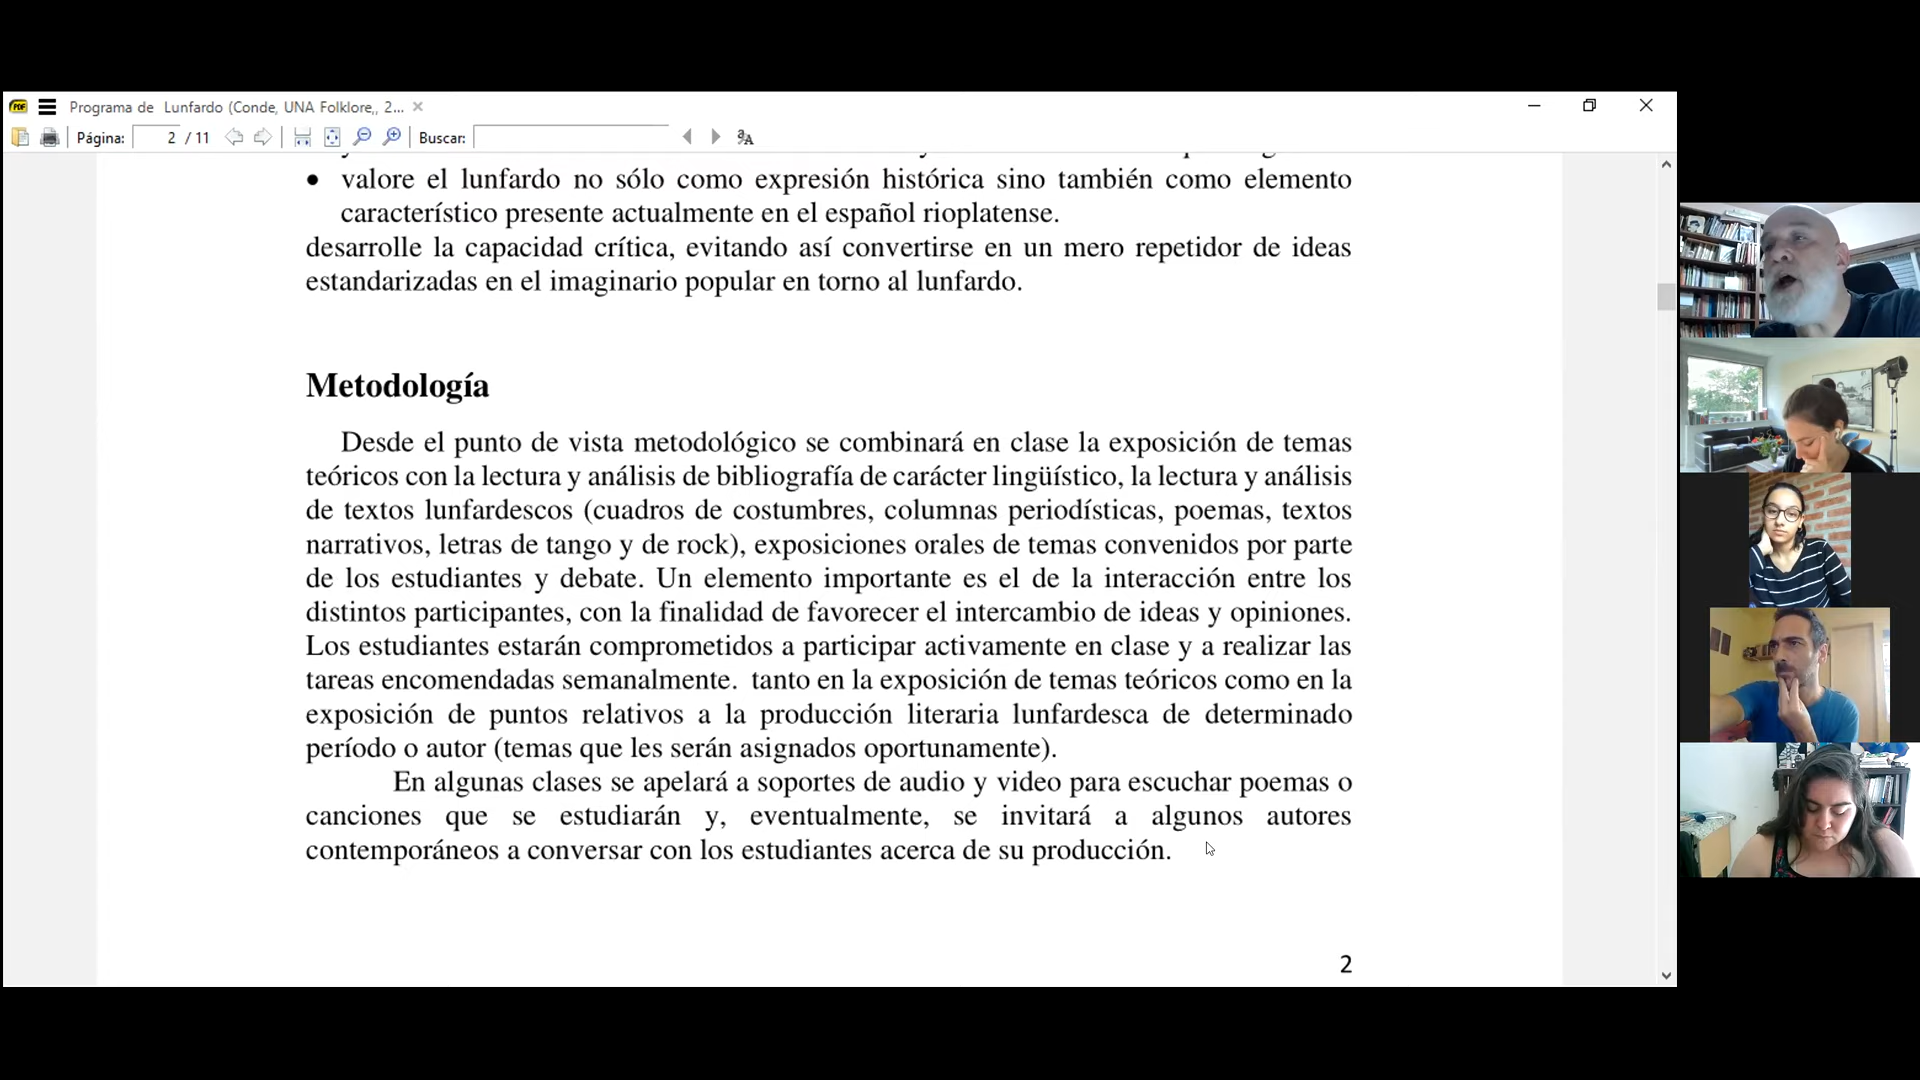 Programa de Lunfardo (Conde, UNA Folklore,, 2...
Página: 2 / 11 Buscar:
valore el lunfardo no sólo como expresión histórica sino también como elemento
característico presente actualmente en el español rioplatense.
desarrolle la capacidad crítica, evitando así convertirse en un mero repetidor de ideas
estandarizadas en el imaginario popular en torno al lunfardo.
Metodología
Desde el punto de vista metodológico se combinará en clase la exposición de temas
teóricos con la lectura y análisis de bibliografía de carácter lingüístico, la lectura y análisis
de textos lunfardescos (cuadros de costumbres, columnas periodísticas, poemas, textos
narrativos, letras de tango y de rock), exposiciones orales de temas convenidos por parte
de los estudiantes y debate. Un elemento importante es el de la interacción entre los
distintos participantes, con la finalidad de favorecer el intercambio de ideas y opiniones.
Los estudiantes estarán comprometidos a participar activamente en clase y a realizar las
tareas encomendadas semanalmente. tanto en la exposición de temas teóricos como en la
exposición de puntos relativos a la producción literaria lunfardesca de determinado
período o autor (temas que les serán asignados oportunamente).
En algunas clases se apelará a soportes de audio y video para escuchar poemas o
canciones que se estudiarán y, eventualmente, se invitará a algunos autores
contemporáneos a conversar con los estudiantes acerca de su producción.
2